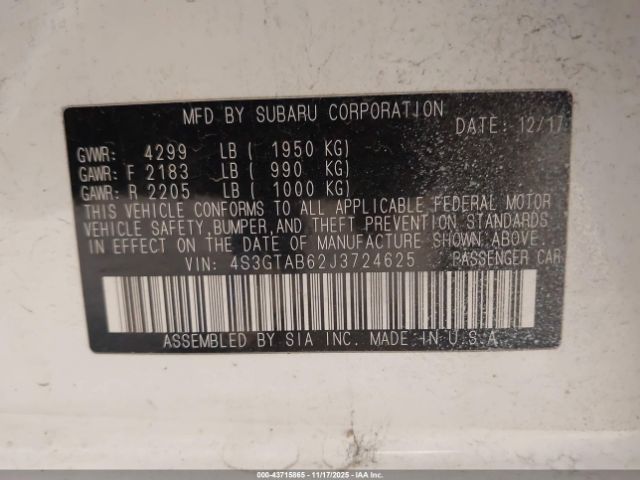 MFD BY SUBARU CORPORATION
DATE: 12/17
GVWR: 4299 LB ( 1950 KG)
GAWR: F 2183 LB ( 990 KG)
GAWR: R 2205 LB ( 1000 KG)
THIS VEHICLE CONFORMS TO ALL APPLICABLE FEDERAL MOTOR
VEHICLE SAFETY,BUMPER,AND THEFT PREVENTION STANDARDS
IN EFFECT ON THE DATE OF MANUFACTURE SHOWN ABOVE.
VIN: 4S3GTAB62J3724625 PASSENGER CAR
ASSEMBLED BY SIA INC. MADE IN U.S.A
000-43715865 - 11/17/2025 - www.iaai.com